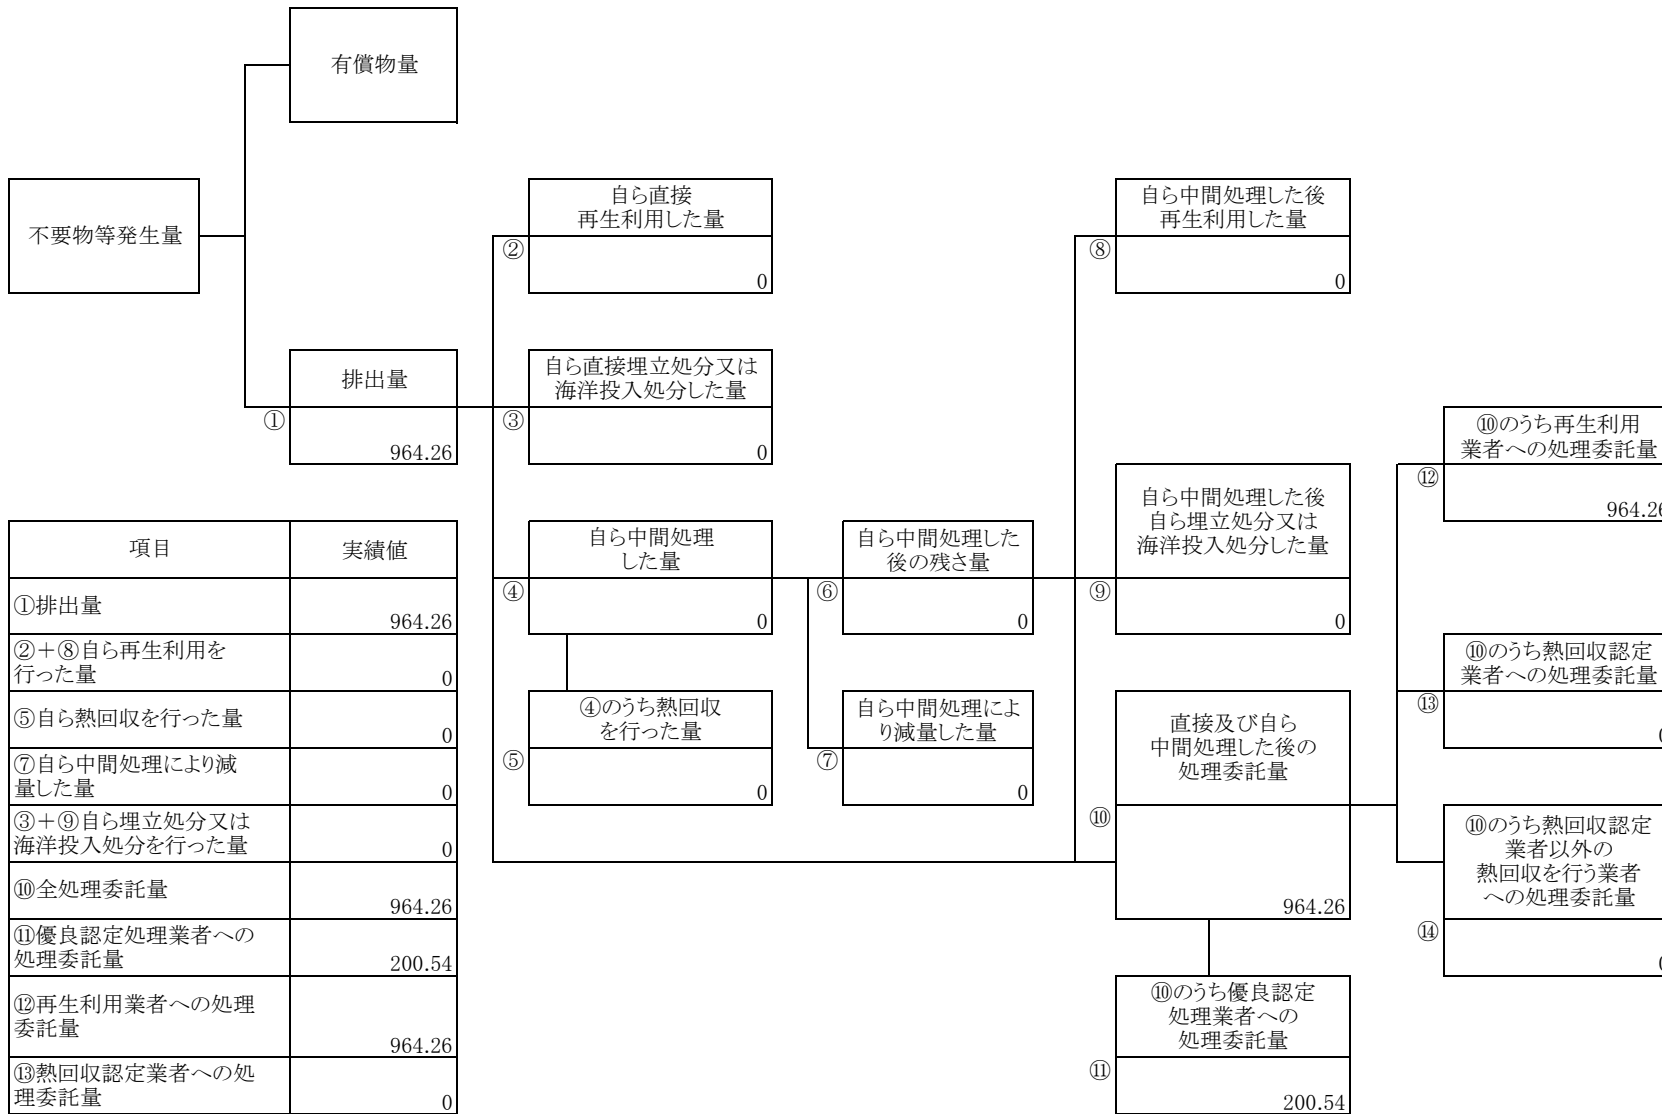 有償物量
不要物等発生量
自ら直接
再生利用した量
②
0
自ら中間処理した後
再生利用した量
⑧
0
排出量
①
964.26
自ら直接埋立処分又は
海洋投入処分した量
③
0
⑩のうち再生利用
業者への処理委託量
⑫
964.26
自ら中間処理
した量
④
0
自ら中間処理した
後の残さ量
⑥
0
自ら中間処理した後
自ら埋立処分又は
海洋投入処分した量
⑨
0
⑩のうち熱回収認定
業者への処理委託量
⑬
0
④のうち熱回収
を行った量
⑤
0
自ら中間処理によ
り減量した量
⑦
0
直接及び自ら
中間処理した後の
処理委託量
⑩
964.26
⑩のうち熱回収認定
業者以外の
熱回収を行う業者
への処理委託量
⑭
0
⑩のうち優良認定
処理業者への
処理委託量
⑪
200.54
項目 実績値
①排出量 964.26
②+⑧自ら再生利用を
行った量 0
⑤自ら熱回収を行った量 0
⑦自ら中間処理により減
量した量 0
③+⑨自ら埋立処分又は
海洋投入処分を行った量 0
⑩全処理委託量 964.26
⑪優良認定処理業者への
処理委託量 200.54
⑫再生利用業者への処理
委託量 964.26
⑬熱回収認定業者への処
理委託量 0